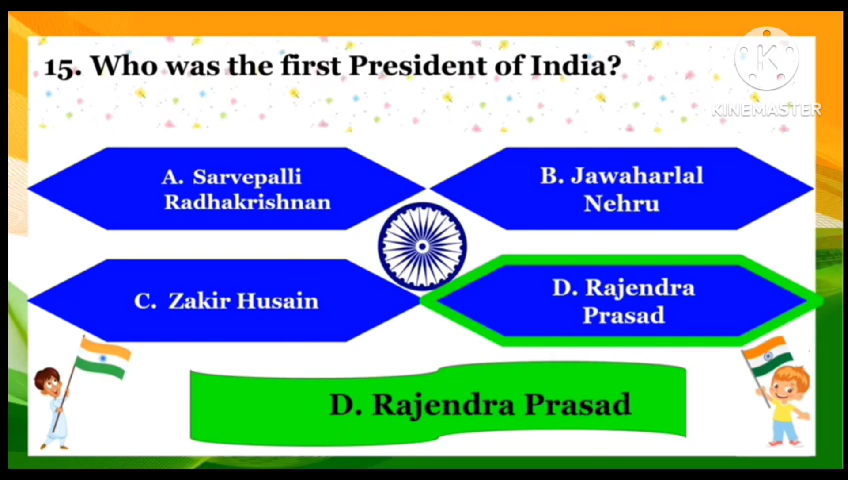 15. Who was the first President of India?
K
KINEMASTER
A. Sarvepalli
Radhakrishnan
B. Jawaharlal
Nehru
C. Zakir Husain
D. Rajendra
Prasad
D. Rajendra Prasad